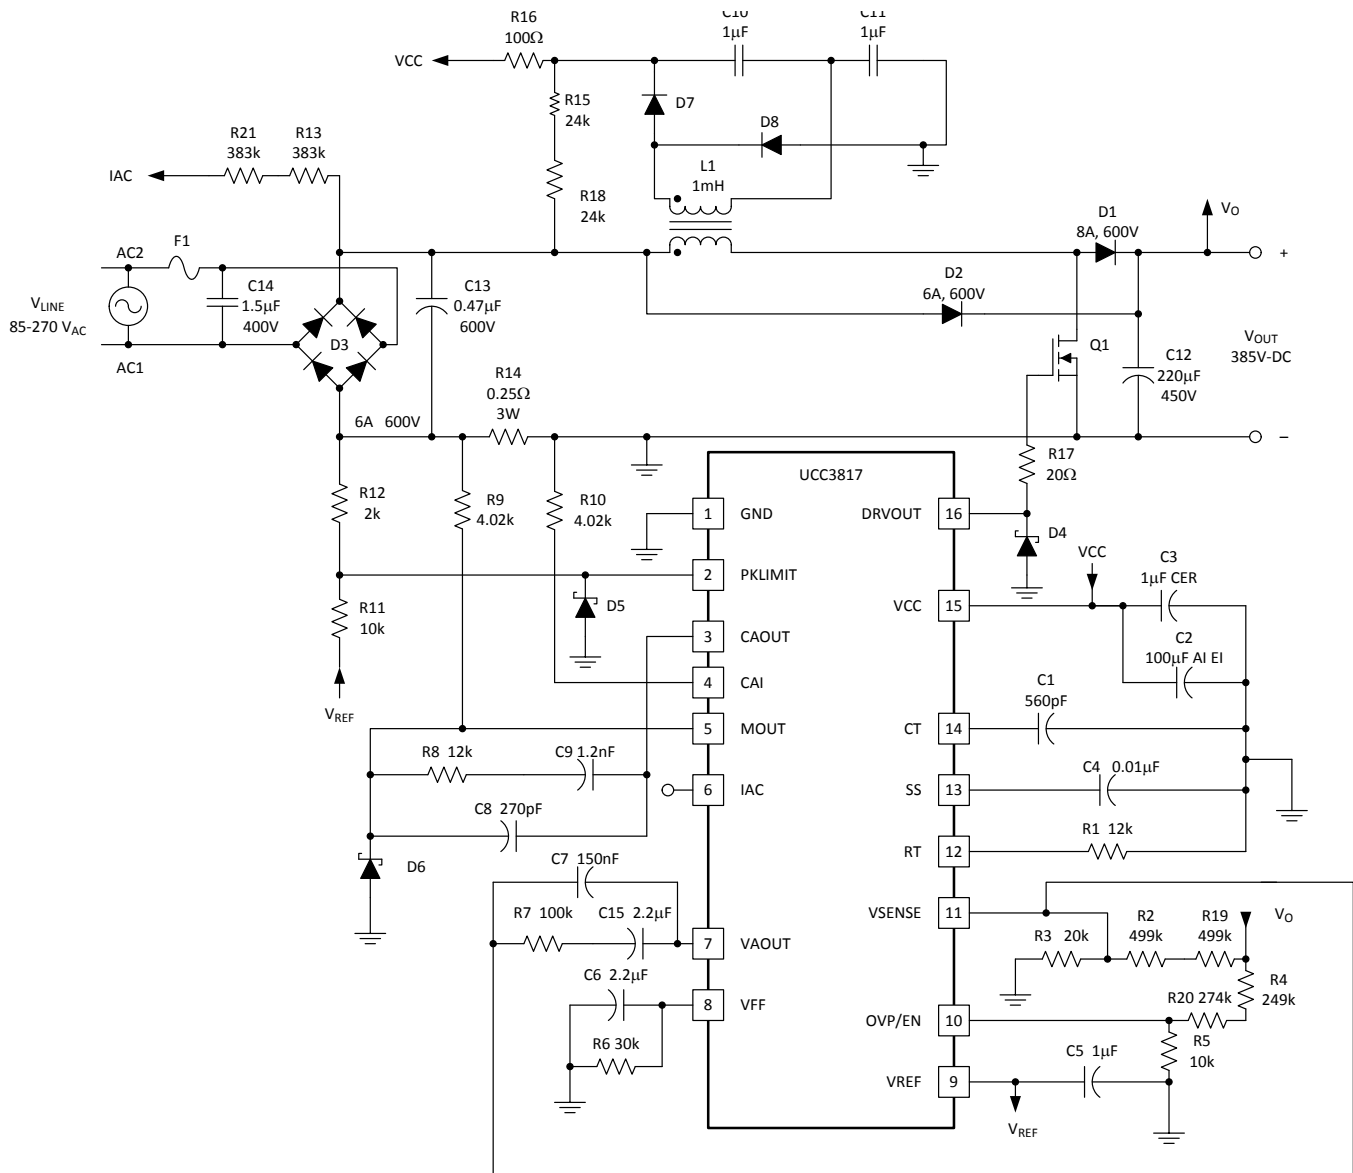 C10
1μF
C11
1μF
R16
100Ω
VCC
D7
R15
24k
D8
R21
383k
R13
383k
IAC
L1
1mH
R18
24k
D1
8A, 600V
VO
AC2
F1
+
D2
6A, 600V
C14
1.5μF
400V
C13
0.47μF
600V
VLINE
85-270 VAC
D3
Q1
VOUT
385V-DC
AC1
C12
220μF
450V
R14
0.25Ω
3W
6A 600V
–
R17
20Ω
UCC3817
R12
2k
R9
4.02k
R10
4.02k
1 GND
DRVOUT 16
D4
VCC
C3
1μF CER
2 PKLIMIT
R11
10k
D5
VCC 15
3 CAOUT
C2
100μF AI EI
4 CAI
C1
560pF
VREF
5 MOUT
CT 14
R8 12k
C9 1.2nF
6 IAC
SS 13
C4 0.01μF
C8 270pF
R1 12k
RT 12
D6
C7 150nF
R7 100k
C15 2.2μF
VSENSE 11
R2
499k
R19
499k
VO
R3 20k
7 VAOUT
C6 2.2μF
R4
249k
R20 274k
8 VFF
OVP/EN 10
R6 30k
R5
10k
C5 1μF
VREF 9
VREF